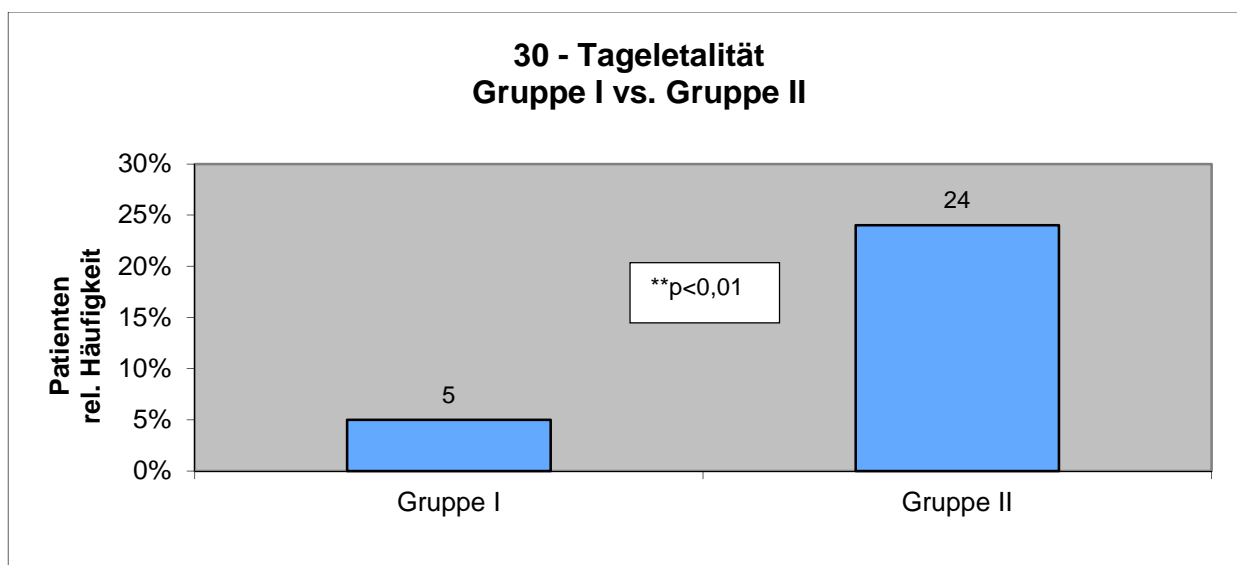 30 - Tageletalität
Gruppe I vs. Gruppe II
Patienten
rel. Häufigkeit
30%
25%
20%
15%
10%
5%
0%
5
24
**p<0,01
Gruppe I
Gruppe II